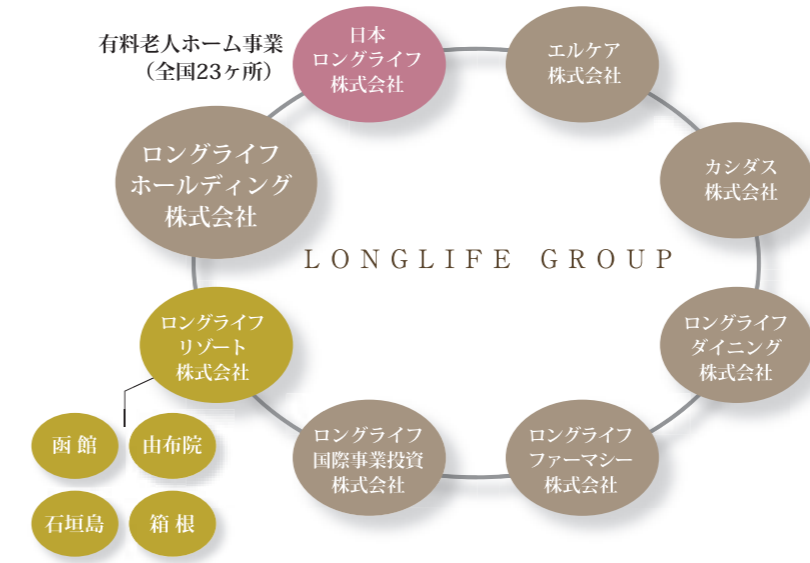 有料老人ホーム事業
（全国23ヶ所）
日本
ロングライフ
株式会社
エルケア
株式会社
ロングライフ
ホールディング
株式会社
カシダス
株式会社
LONGLIFE GROUP
ロングライフ
リゾート
株式会社
ロングライフ
ダイニング
株式会社
ロングライフ
国際事業投資
株式会社
ロングライフ
ファーマシー
株式会社
函館
由布院
石垣島
箱根